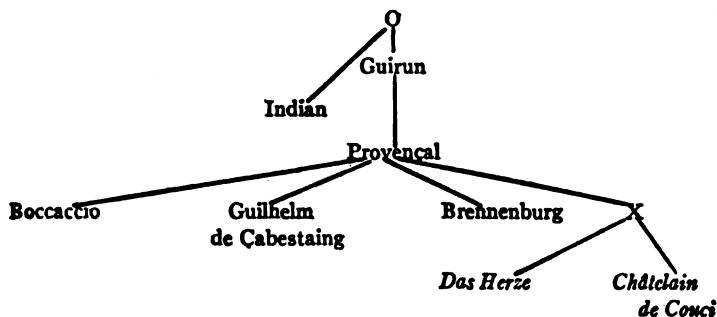 O
Guirun
Indian
Provençal
Boccaccio Guilhelm Brennenburg X
de Çabestaing
Das Herze Châtelain
de Couci